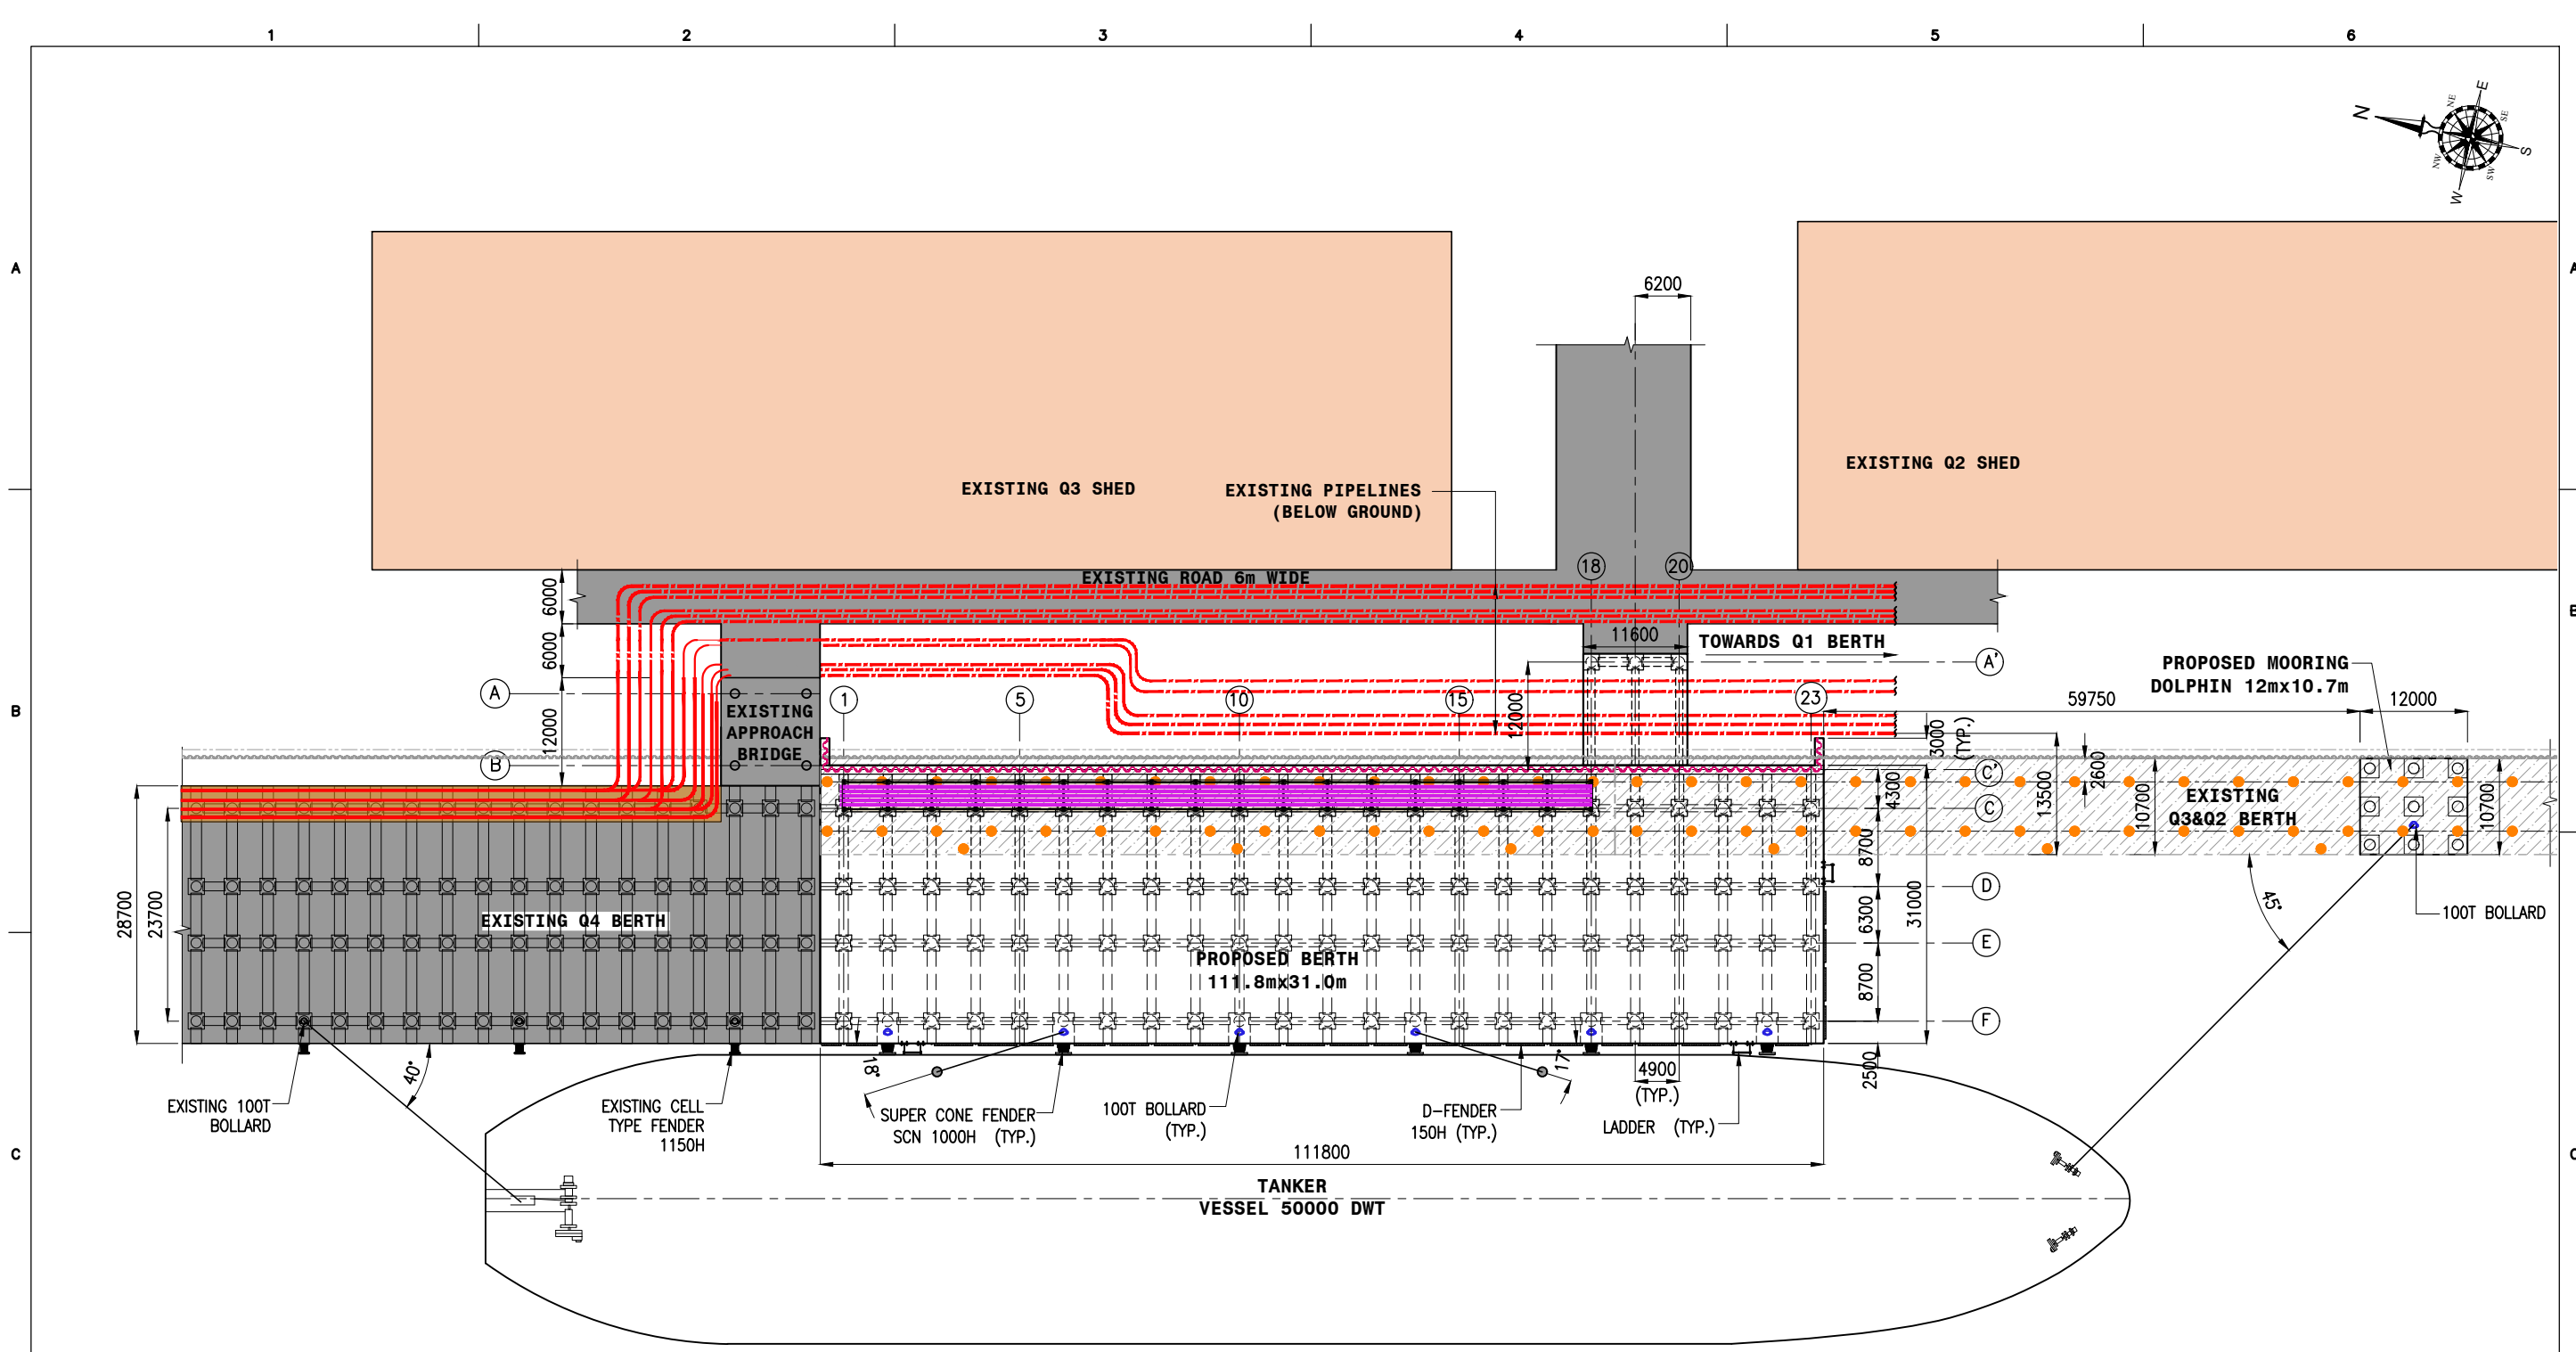 1
2
3
4
5
6
N
NE
E
SE
S
SW
W
NW
A
A
6200
EXISTING Q2 SHED
EXISTING Q3 SHED
EXISTING PIPELINES
(BELOW GROUND)
18
20
EXISTING ROAD 6m WIDE
6000
6000
11600
TOWARDS Q1 BERTH
A'
PROPOSED MOORING
DOLPHIN 12mx10.7m
B
A
1
5
10
15
23
59750
12000
EXISTING
APPROACH
BRIDGE
12000
12000
3000
(TYP.)
B
C'
2600
4300
13500
10700
EXISTING
Q3&Q2 BERTH
10700
C
8700
D
28700
23700
EXISTING Q4 BERTH
6300
31000
45°
100T BOLLARD
E
PROPOSED BERTH
111.8mx31.0m
8700
F
40°
18°
17°
4900
(TYP.)
2500
EXISTING 100T
BOLLARD
EXISTING CELL
TYPE FENDER
1150H
SUPER CONE FENDER
SCN 1000H (TYP.)
100T BOLLARD
(TYP.)
D-FENDER
150H (TYP.)
LADDER (TYP.)
C
111800
TANKER
VESSEL 50000 DWT